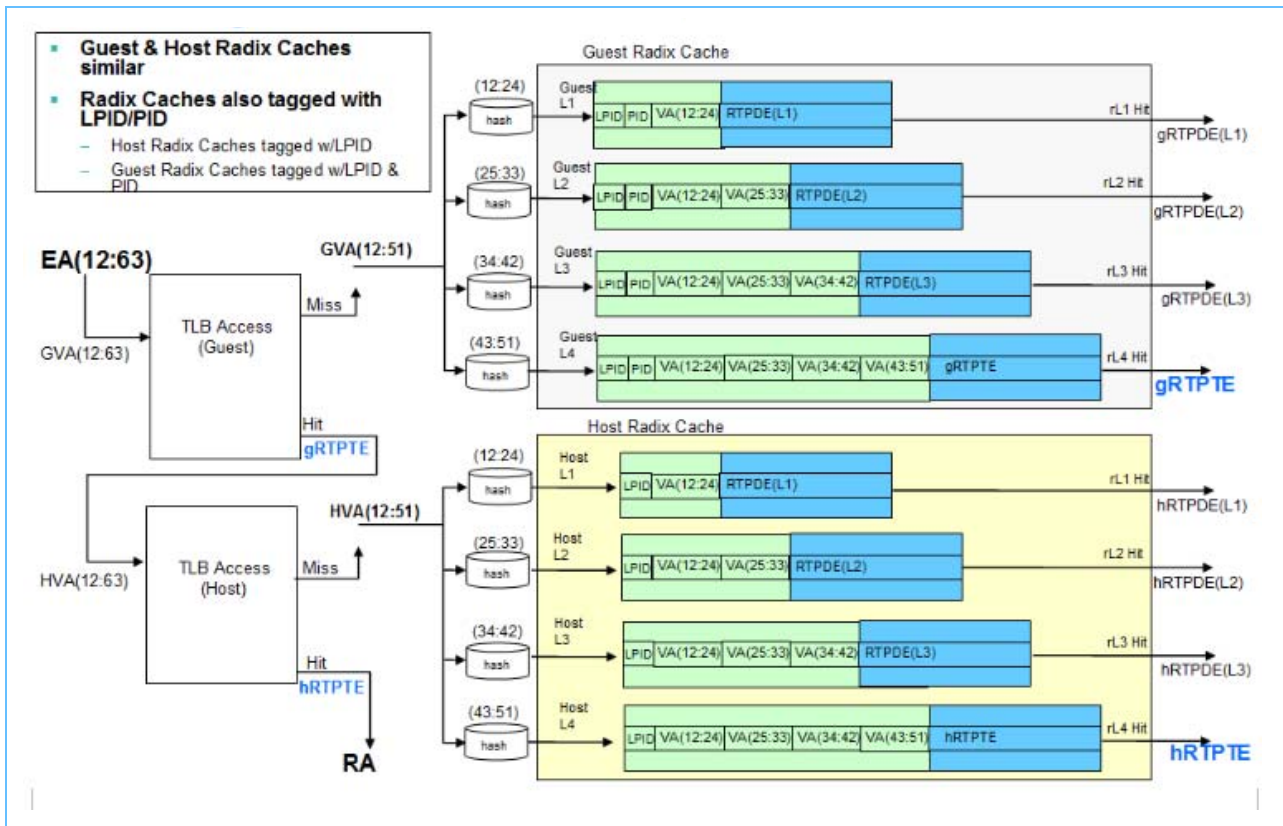 Guest & Host Radix Caches
similar
Radix Caches also tagged with
LPID/PID
– Host Radix Caches tagged w/LPID
– Guest Radix Caches tagged w/LPID &
PID
Guest Radix Cache
(12:24)
hash
Guest
L1
LPID PID VA(12:24) RTPDE(L1)
rL1 Hit
gRTPDE(L1)
(25:33)
hash
Guest
L2
LPID PID VA(12:24) VA(25:33) RTPDE(L2)
rL2 Hit
gRTPDE(L2)
(34:42)
hash
Guest
L3
LPID PID VA(12:24) VA(25:33) VA(34:42) RTPDE(L3)
rL3 Hit
gRTPDE(L3)
(43:51)
hash
Guest
L4
LPID PID VA(12:24) VA(25:33) VA(34:42) VA(43:51) gRTPTE
rL4 Hit
gRTPTE
EA(12:63)
GVA(12:63)
TLB Access
(Guest)
Miss
GVA(12:51)
Hit
gRTPTE
Host Radix Cache
(12:24)
hash
Host
L1
LPID VA(12:24) RTPDE(L1)
rL1 Hit
hRTPDE(L1)
(25:33)
hash
Host
L2
LPID VA(12:24) VA(25:33) RTPDE(L2)
rL2 Hit
hRTPDE(L2)
(34:42)
hash
Host
L3
LPID VA(12:24) VA(25:33) VA(34:42) RTPDE(L3)
rL3 Hit
hRTPDE(L3)
(43:51)
hash
Host
L4
LPID VA(12:24) VA(25:33) VA(34:42) VA(43:51) hRTPTE
rL4 Hit
hRTPTE
HVA(12:63)
TLB Access
(Host)
Miss
HVA(12:51)
Hit
hRTPTE
RA